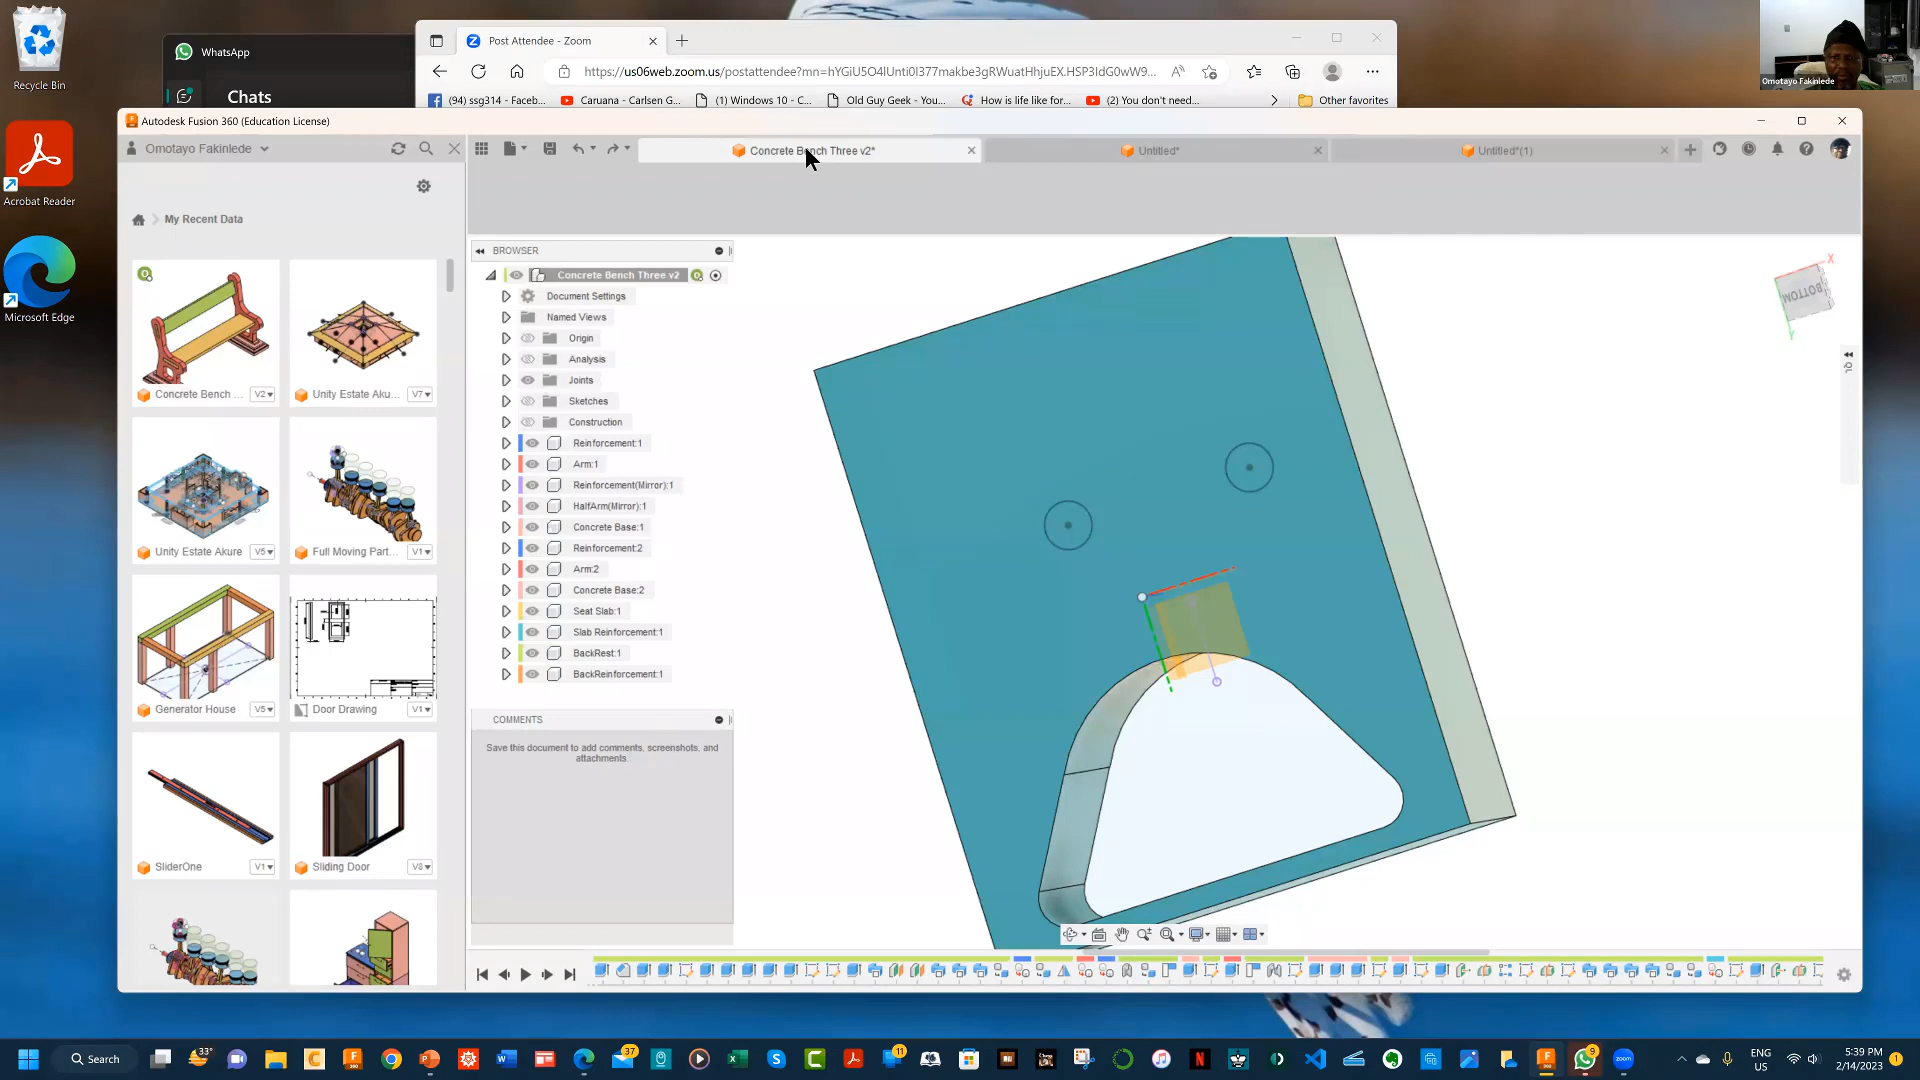 Recycle Bin
Acrobat Reader
Microsoft Edge
WhatsApp
Chats
Post Attendee - Zoom
https://us06web.zoom.us/postattendee?mn=hYGiU5O4lUnti0I377makbe3gRWuatHhjuEX.HSP3IdG0wW9...
(94) ssg314 - Faceb...
Caruana - Carlsen G...
(1) Windows 10 - C...
Old Guy Geek - You...
How is life like for...
(2) You don't need...
Other favorites
Omotayo Fakinlede
Autodesk Fusion 360 (Education License)
Omotayo Fakinlede
Concrete Bench Three v2*
Untitled*
Untitled*(1)
My Recent Data
Concrete Bench ...
V2
Unity Estate Aku...
V7
Unity Estate Akure
V5
Full Moving Part...
V1
Generator House
V5
Door Drawing
V1
SliderOne
V1
Sliding Door
V8
BROWSER
Concrete Bench Three v2
Document Settings
Named Views
Origin
Analysis
Joints
Sketches
Construction
Reinforcement:1
Arm:1
Reinforcement(Mirror):1
HalfArm(Mirror):1
Concrete Base:1
Reinforcement:2
Arm:2
Concrete Base:2
Seat Slab:1
Slab Reinforcement:1
BackRest:1
BackReinforcement:1
COMMENTS
Save this document to add comments, screenshots, and
attachments
X
BOTTOM
Y
Search
33°
37
11
9
ENG
US
5:39 PM
2/14/2023
1